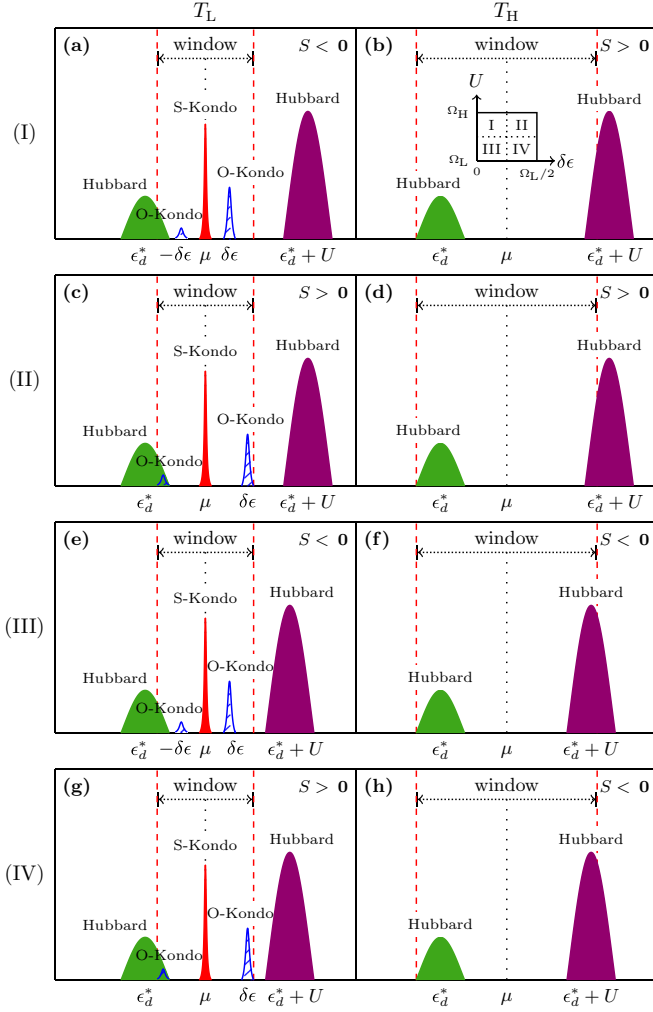 T_L T_H
(I)
(a) window S < 0
S-Kondo
Hubbard
O-Kondo
Hubbard
O-Kondo
ϵ_d^* −δϵ μ δϵ ϵ_d^* + U
(b) window S > 0
U
Hubbard
Ω_H
I II
III IV
Ω_L
0 Ω_L/2 δϵ
Hubbard
ϵ_d^* μ ϵ_d^* + U
(II)
(c) window S > 0
S-Kondo
Hubbard
O-Kondo
Hubbard
O-Kondo
ϵ_d^* μ δϵ ϵ_d^* + U
(d) window S > 0
Hubbard
Hubbard
ϵ_d^* μ ϵ_d^* + U
(III)
(e) window S < 0
S-Kondo
Hubbard
O-Kondo
Hubbard
O-Kondo
ϵ_d^* −δϵ μ δϵ ϵ_d^* + U
(f) window S < 0
Hubbard
Hubbard
ϵ_d^* μ ϵ_d^* + U
(IV)
(g) window S > 0
S-Kondo
Hubbard
O-Kondo
Hubbard
O-Kondo
ϵ_d^* μ δϵ ϵ_d^* + U
(h) window S < 0
Hubbard
Hubbard
ϵ_d^* μ ϵ_d^* + U